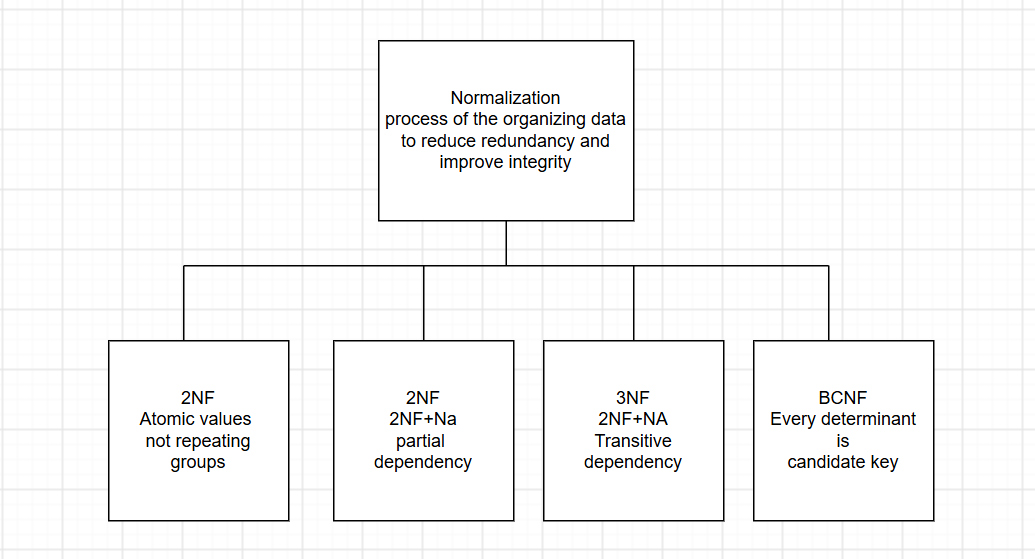 Normalization
process of the organizing data
to reduce redundancy and
improve integrity
2NF
Atomic values
not repeating
groups
2NF
2NF+Na
partial
dependency
3NF
2NF+NA
Transitive
dependency
BCNF
Every determinant
is
candidate key